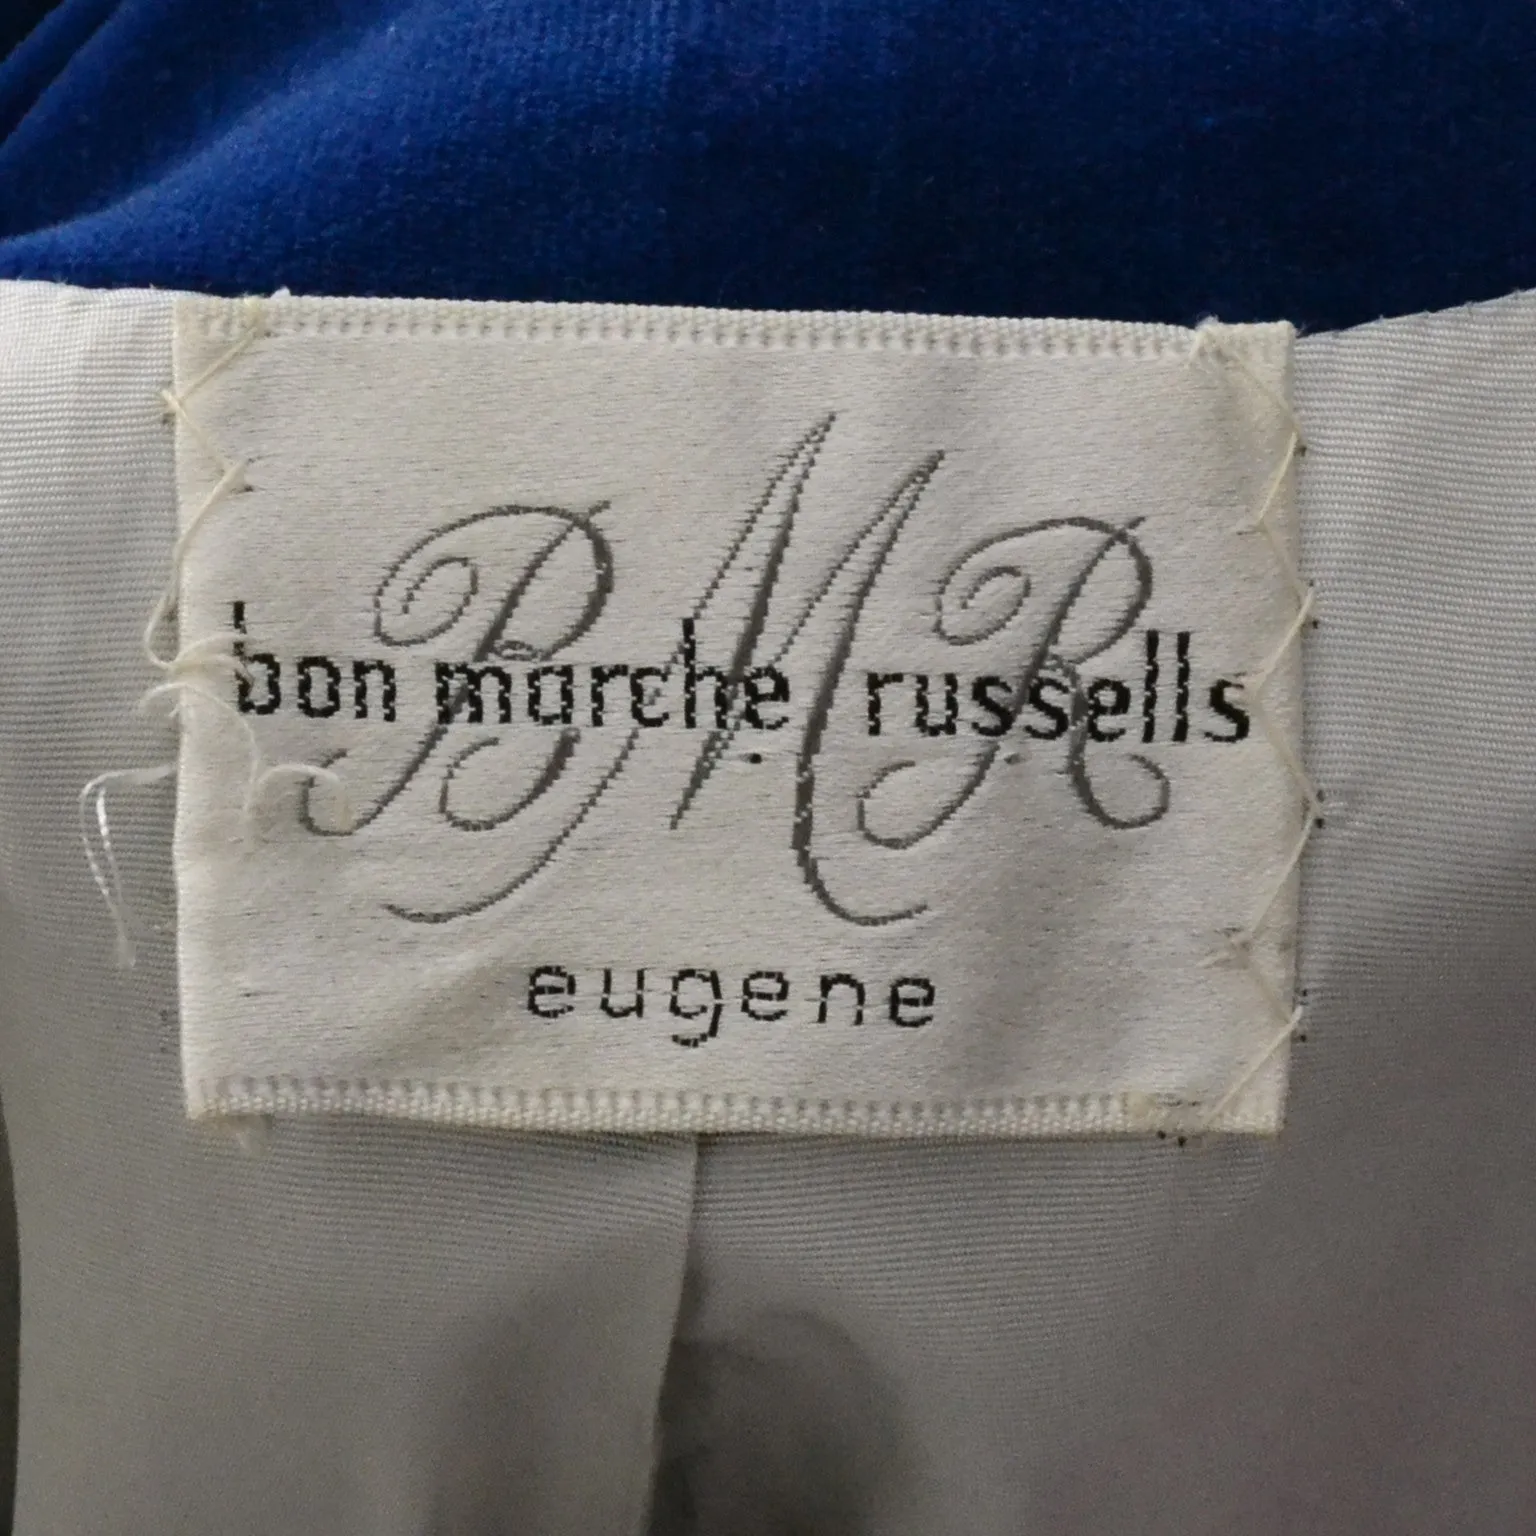 BMR
bon marche russells
eugene